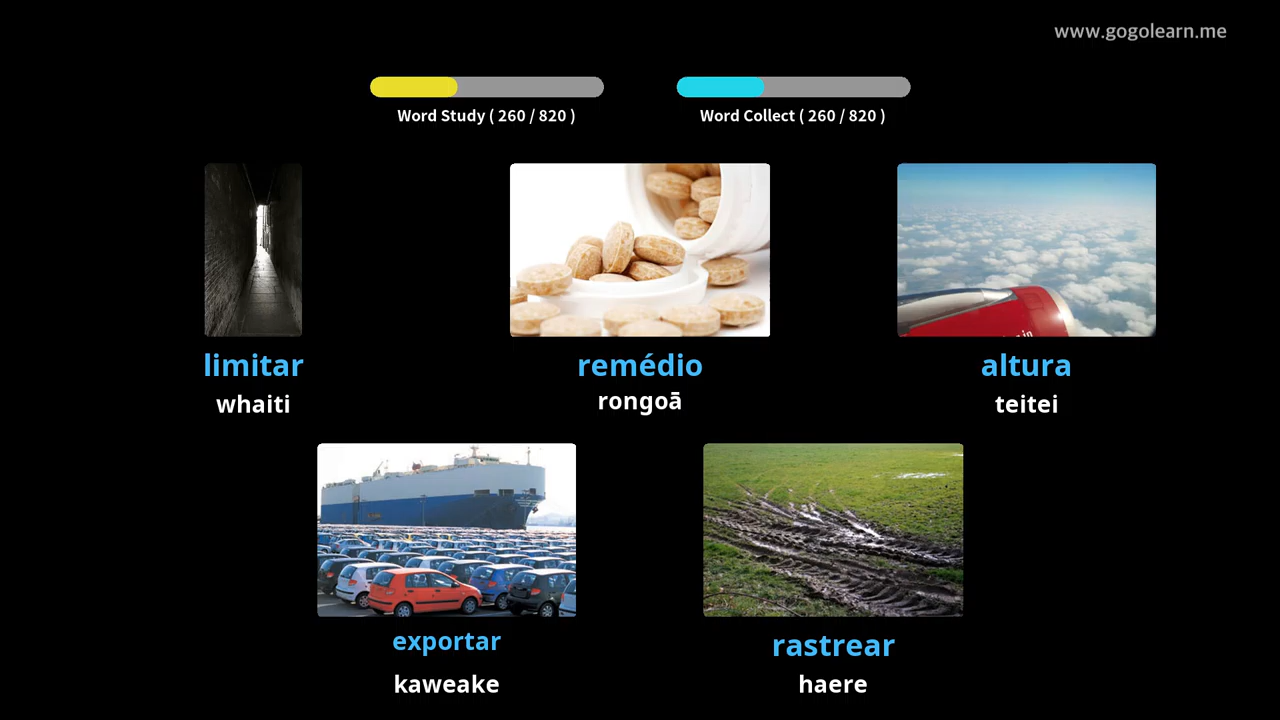 www.gogolearn.me
Word Study ( 260 / 820 )
Word Collect ( 260 / 820 )
limitar
whaiti
remédio
rongoā
altura
teitei
exportar
kaweake
rastrear
haere